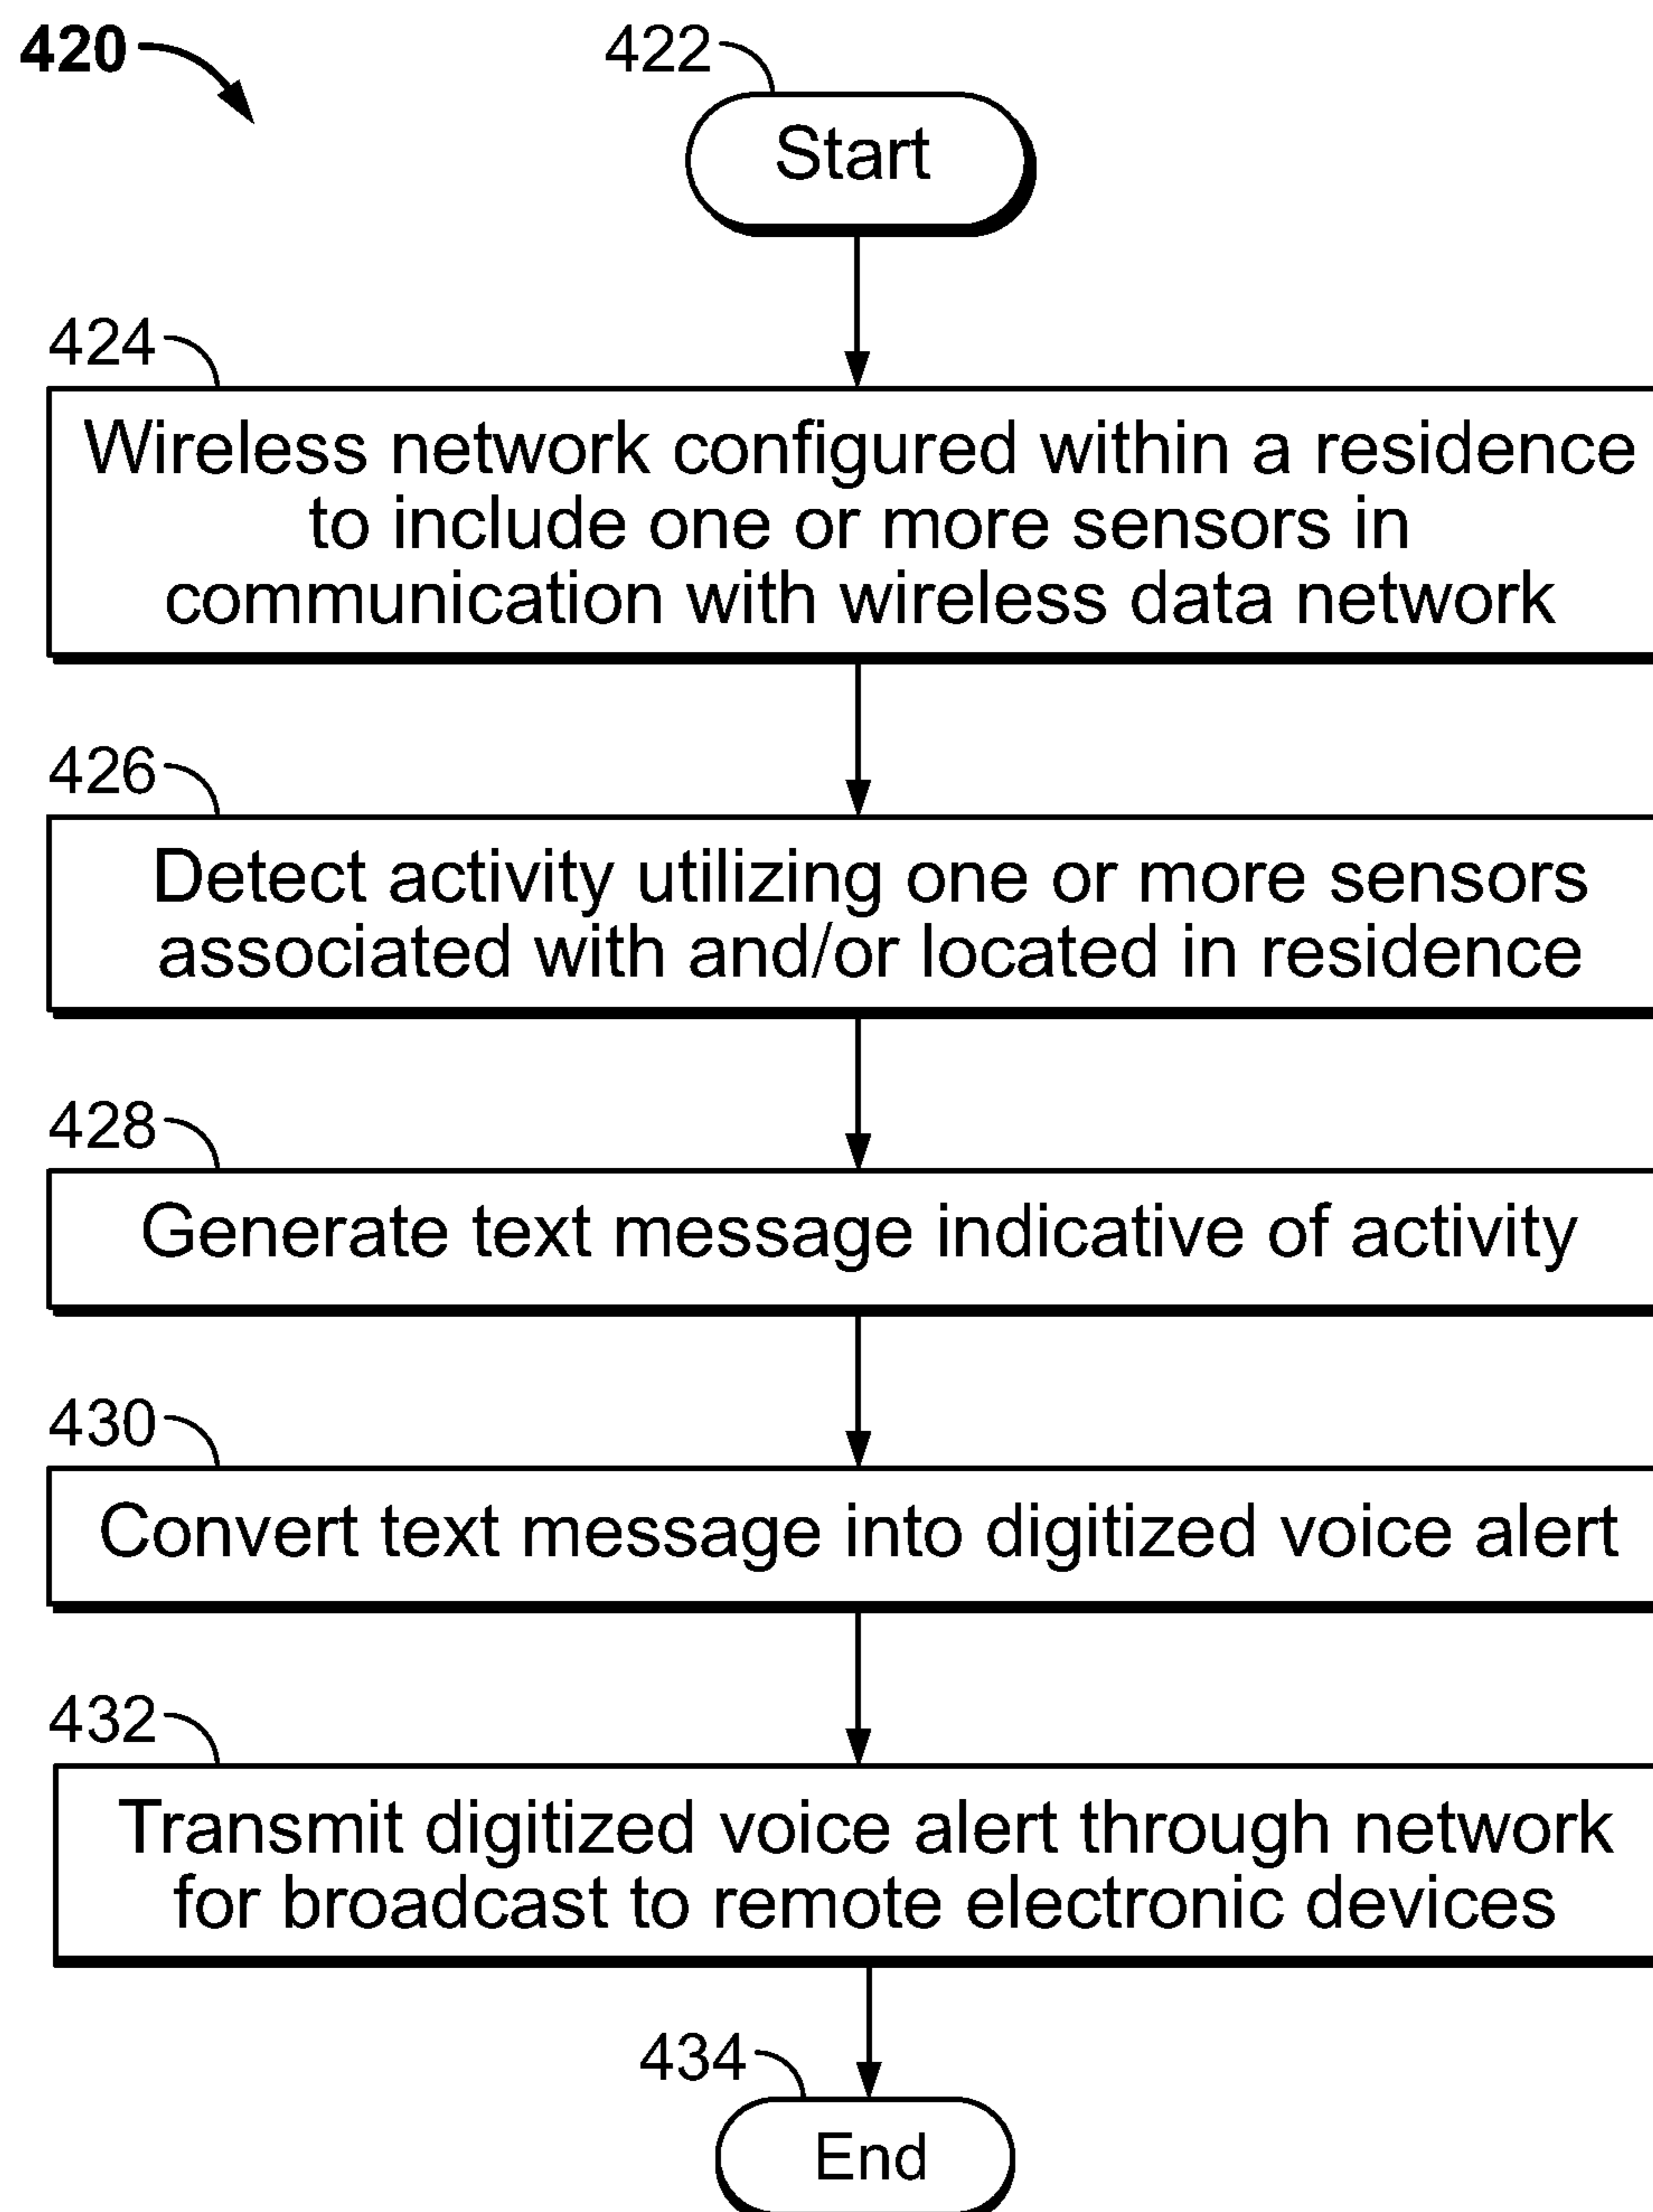 420
422
Start
424
Wireless network configured within a residence
to include one or more sensors in
communication with wireless data network
426
Detect activity utilizing one or more sensors
associated with and/or located in residence
428
Generate text message indicative of activity
430
Convert text message into digitized voice alert
432
Transmit digitized voice alert through network
for broadcast to remote electronic devices
434
End